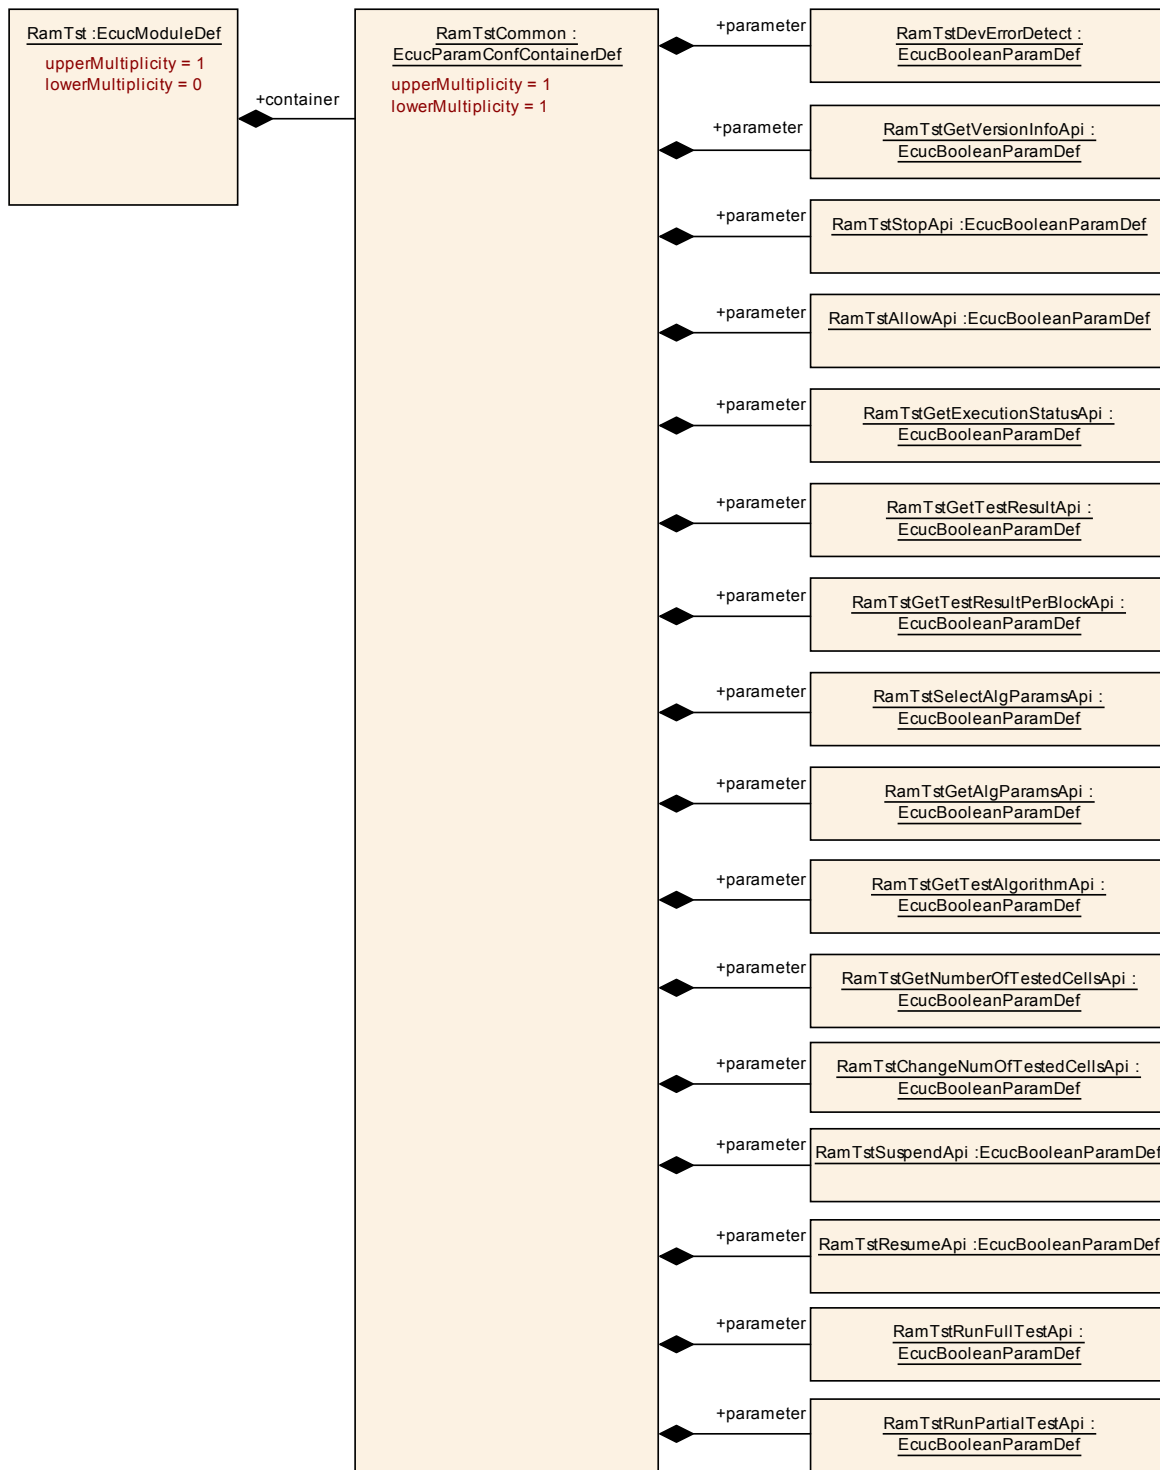 RamTst :EcucModuleDef
upperMultiplicity = 1
lowerMultiplicity = 0
+container
RamTstCommon :
EcucParamConfContainerDef
upperMultiplicity = 1
lowerMultiplicity = 1
+parameter
RamTstDevErrorDetect :
EcucBooleanParamDef
+parameter
RamTstGetVersionInfoApi :
EcucBooleanParamDef
+parameter
RamTstStopApi :EcucBooleanParamDef
+parameter
RamTstAllowApi :EcucBooleanParamDef
+parameter
RamTstGetExecutionStatusApi :
EcucBooleanParamDef
+parameter
RamTstGetTestResultApi :
EcucBooleanParamDef
+parameter
RamTstGetTestResultPerBlockApi :
EcucBooleanParamDef
+parameter
RamTstSelectAlgParamsApi :
EcucBooleanParamDef
+parameter
RamTstGetAlgParamsApi :
EcucBooleanParamDef
+parameter
RamTstGetTestAlgorithmApi :
EcucBooleanParamDef
+parameter
RamTstGetNumberOfTestedCellsApi :
EcucBooleanParamDef
+parameter
RamTstChangeNumOfTestedCellsApi :
EcucBooleanParamDef
+parameter
RamTstSuspendApi :EcucBooleanParamDef
+parameter
RamTstResumeApi :EcucBooleanParamDef
+parameter
RamTstRunFullTestApi :
EcucBooleanParamDef
+parameter
RamTstRunPartialTestApi :
EcucBooleanParamDef